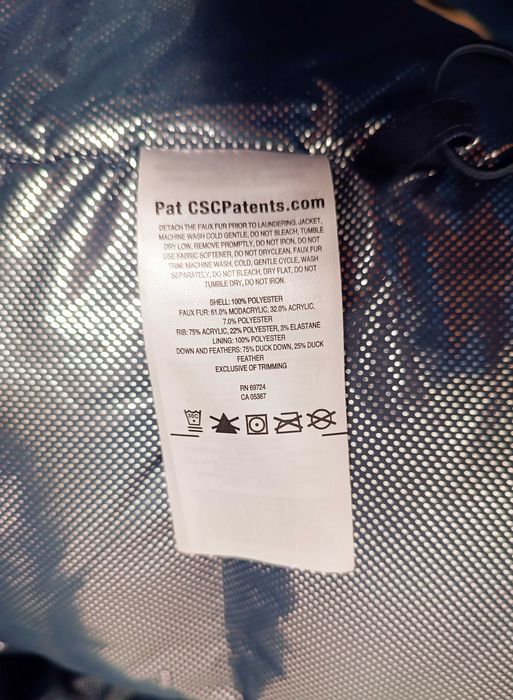 Pat CSCPatents.com
DETACH THE FAUX FUR PRIOR TO LAUNDERING. JACKET,
MACHINE WASH COLD GENTLE, DO NOT BLEACH, TUMBLE
DRY LOW, REMOVE PROMPTLY, DO NOT IRON, DO NOT
USE FABRIC SOFTENER, DO NOT DRYCLEAN, FAUX FUR
TRIM: MACHINE WASH, COLD, GENTLE CYCLE, WASH
SEPARATELY, DO NOT BLEACH, DRY FLAT, DO NOT
TUMBLE DRY, DO NOT IRON.
SHELL: 100% POLYESTER
FAUX FUR: 61.0% MODACRYLIC, 32.0% ACRYLIC,
7.0% POLYESTER
RIB: 75% ACRYLIC, 22% POLYESTER, 3% ELASTANE
LINING: 100% POLYESTER
DOWN AND FEATHERS: 75% DUCK DOWN, 25% DUCK
FEATHER
EXCLUSIVE OF TRIMMING
RN 69724
CA 05367
30C